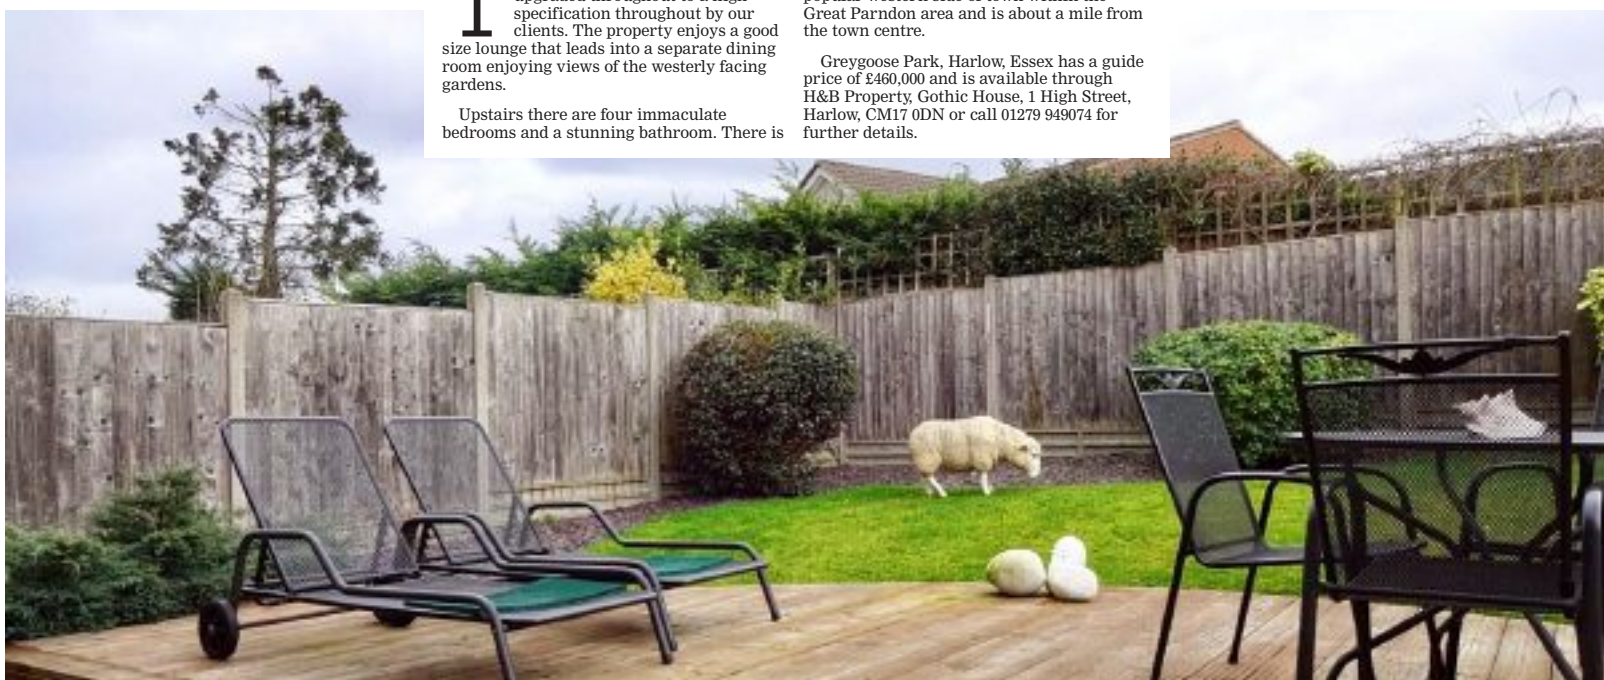 specification throughout by our
clients. The property enjoys a good
size lounge that leads into a separate dining
room enjoying views of the westerly facing
gardens.
Upstairs there are four immaculate
bedrooms and a stunning bathroom. There is
Great Parndon area and is about a mile from
the town centre.
Greygoose Park, Harlow, Essex has a guide
price of £460,000 and is available through
H&B Property, Gothic House, 1 High Street,
Harlow, CM17 0DN or call 01279 949074 for
further details.